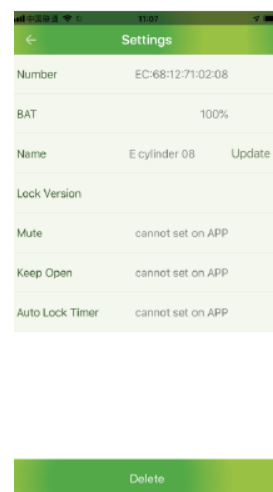 11:07
Settings
Number EC:68:12:71:02:08
BAT 100%
Name E cylinder 08 Update
Lock Version
Mute cannot set on APP
Keep Open cannot set on APP
Auto Lock Timer cannot set on APP
Delete